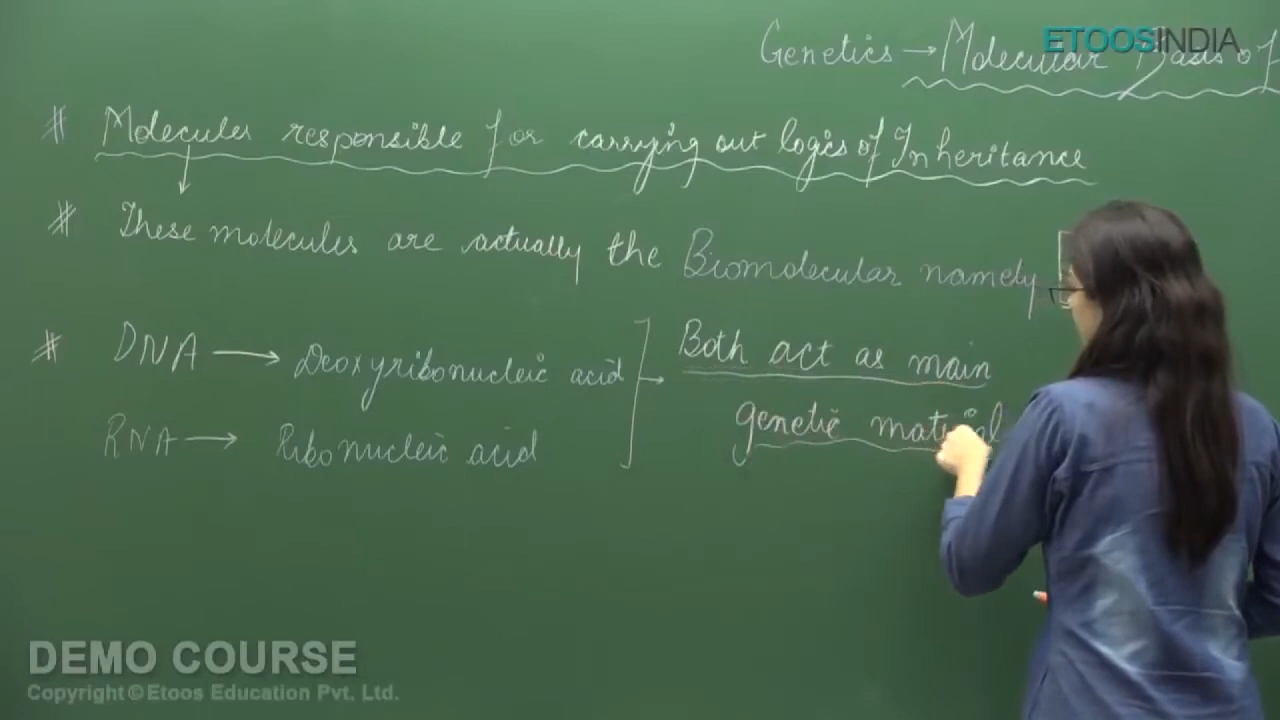 ETOOSINDIA
Genetics → Molecular Basis of
# Molecules responsible for carrying out logics of Inheritance
# These molecules are actually the Biomolecular namely
# DNA → Deoxyribonucleic acid
Both act as main
genetic material
RNA → Ribonucleic acid
DEMO COURSE
Copyright © Etoos Education Pvt. Ltd.